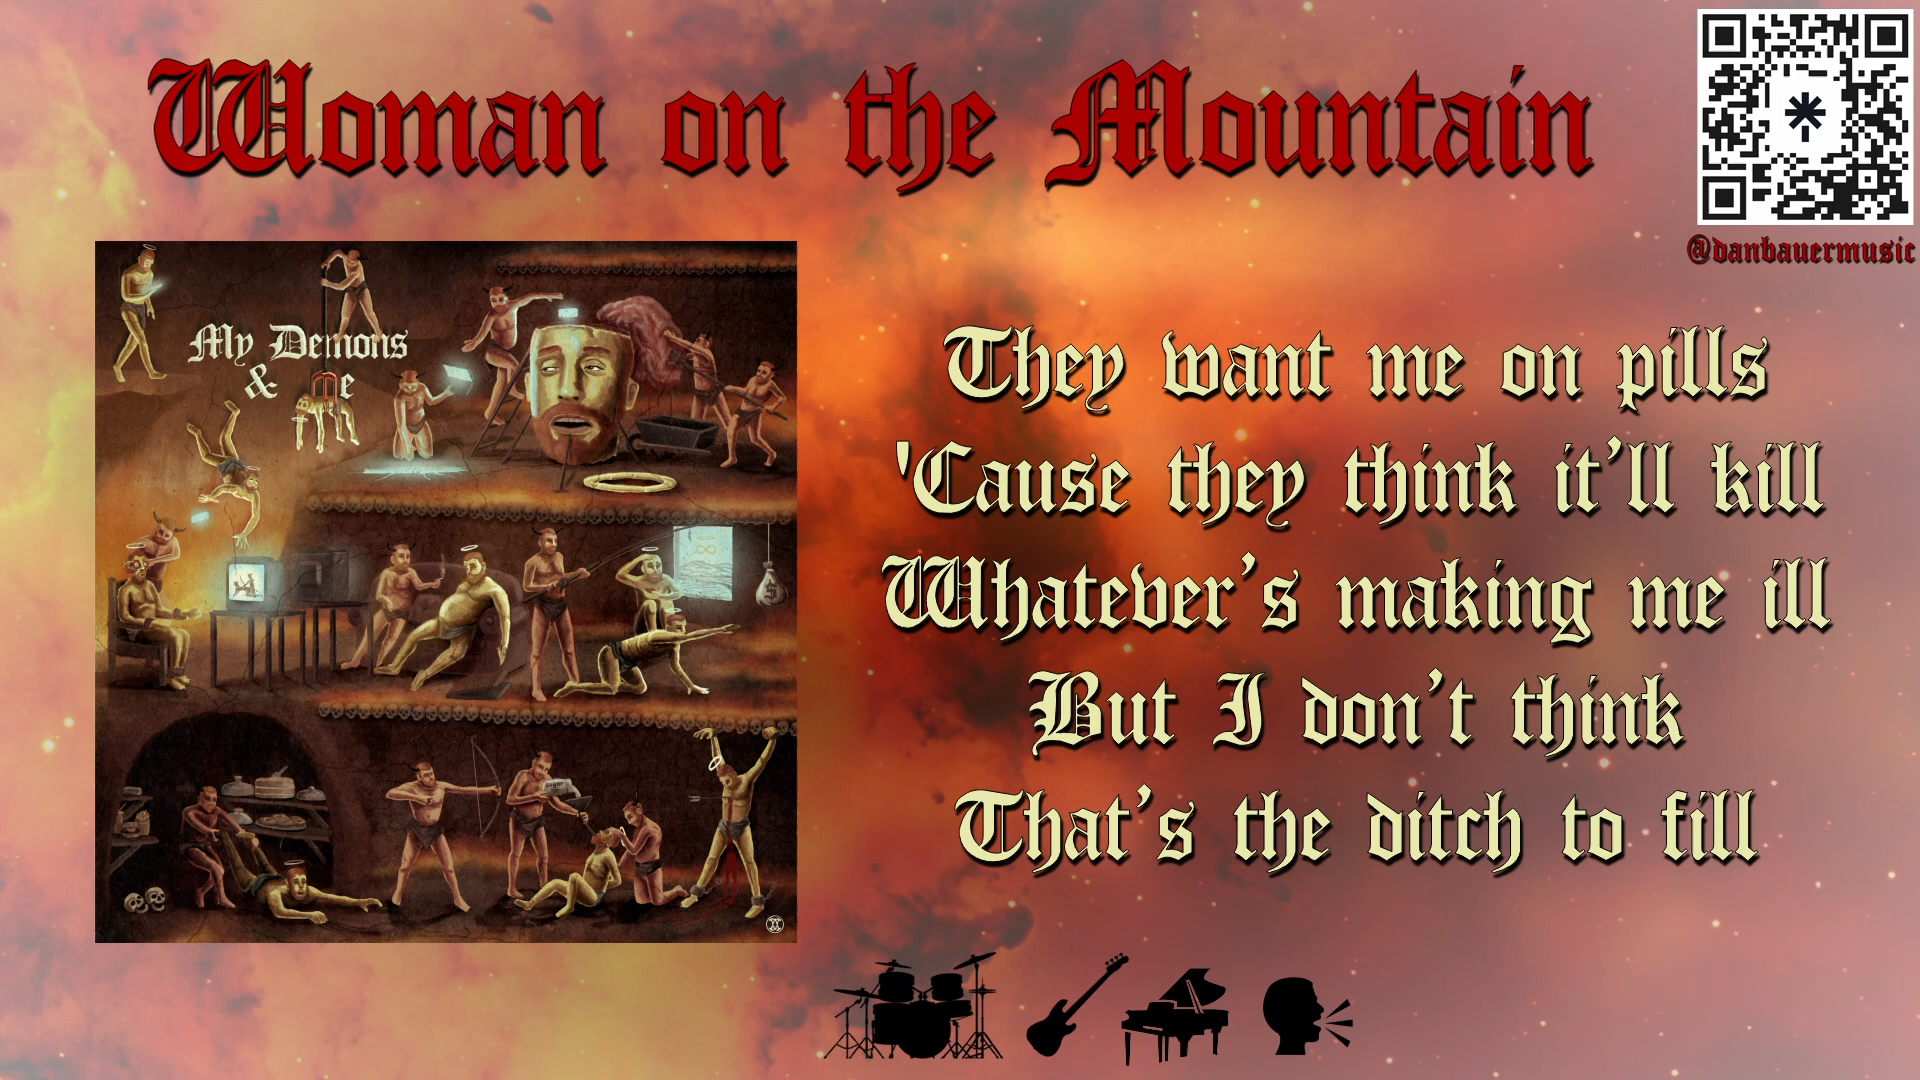 Woman on the Mountain
@danbauermusic
My Demons
& me
They want me on pills
'Cause they think it’ll kill
Whatever’s making me ill
But I don’t think
That’s the ditch to fill